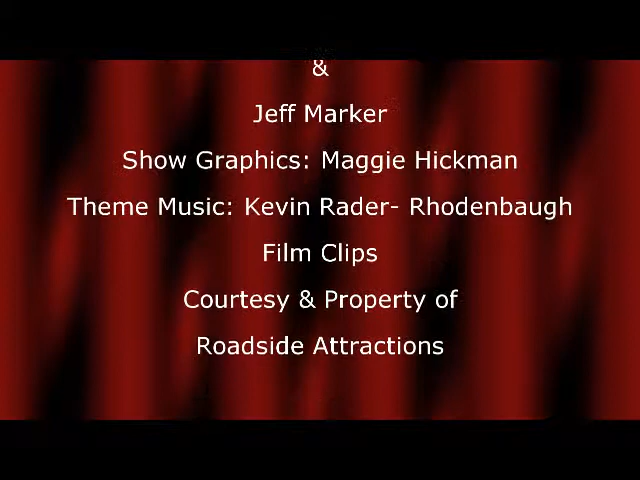 &
Jeff Marker
Show Graphics: Maggie Hickman
Theme Music: Kevin Rader- Rhodenbaugh
Film Clips
Courtesy & Property of
Roadside Attractions